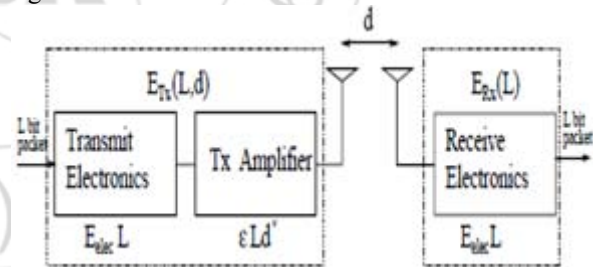 d
E_Tx(L,d)
E_Rx(L)
L bit
packet
Transmit
Electronics
Tx Amplifier
Receive
Electronics
L bit
packet
E_elec L
εLd'
E_elec L